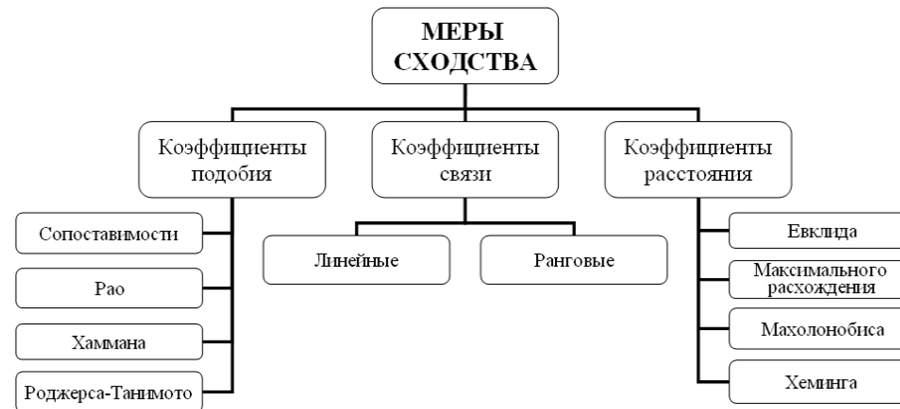 МЕРЫ
СХОДСТВА
Коэффициенты
подобия
Коэффициенты
связи
Коэффициенты
расстояния
Сопоставимости
Рао
Хаммана
Роджерса-Танимото
Линейные
Ранговые
Евклида
Максимального
расхождения
Махолонобиса
Хеминга